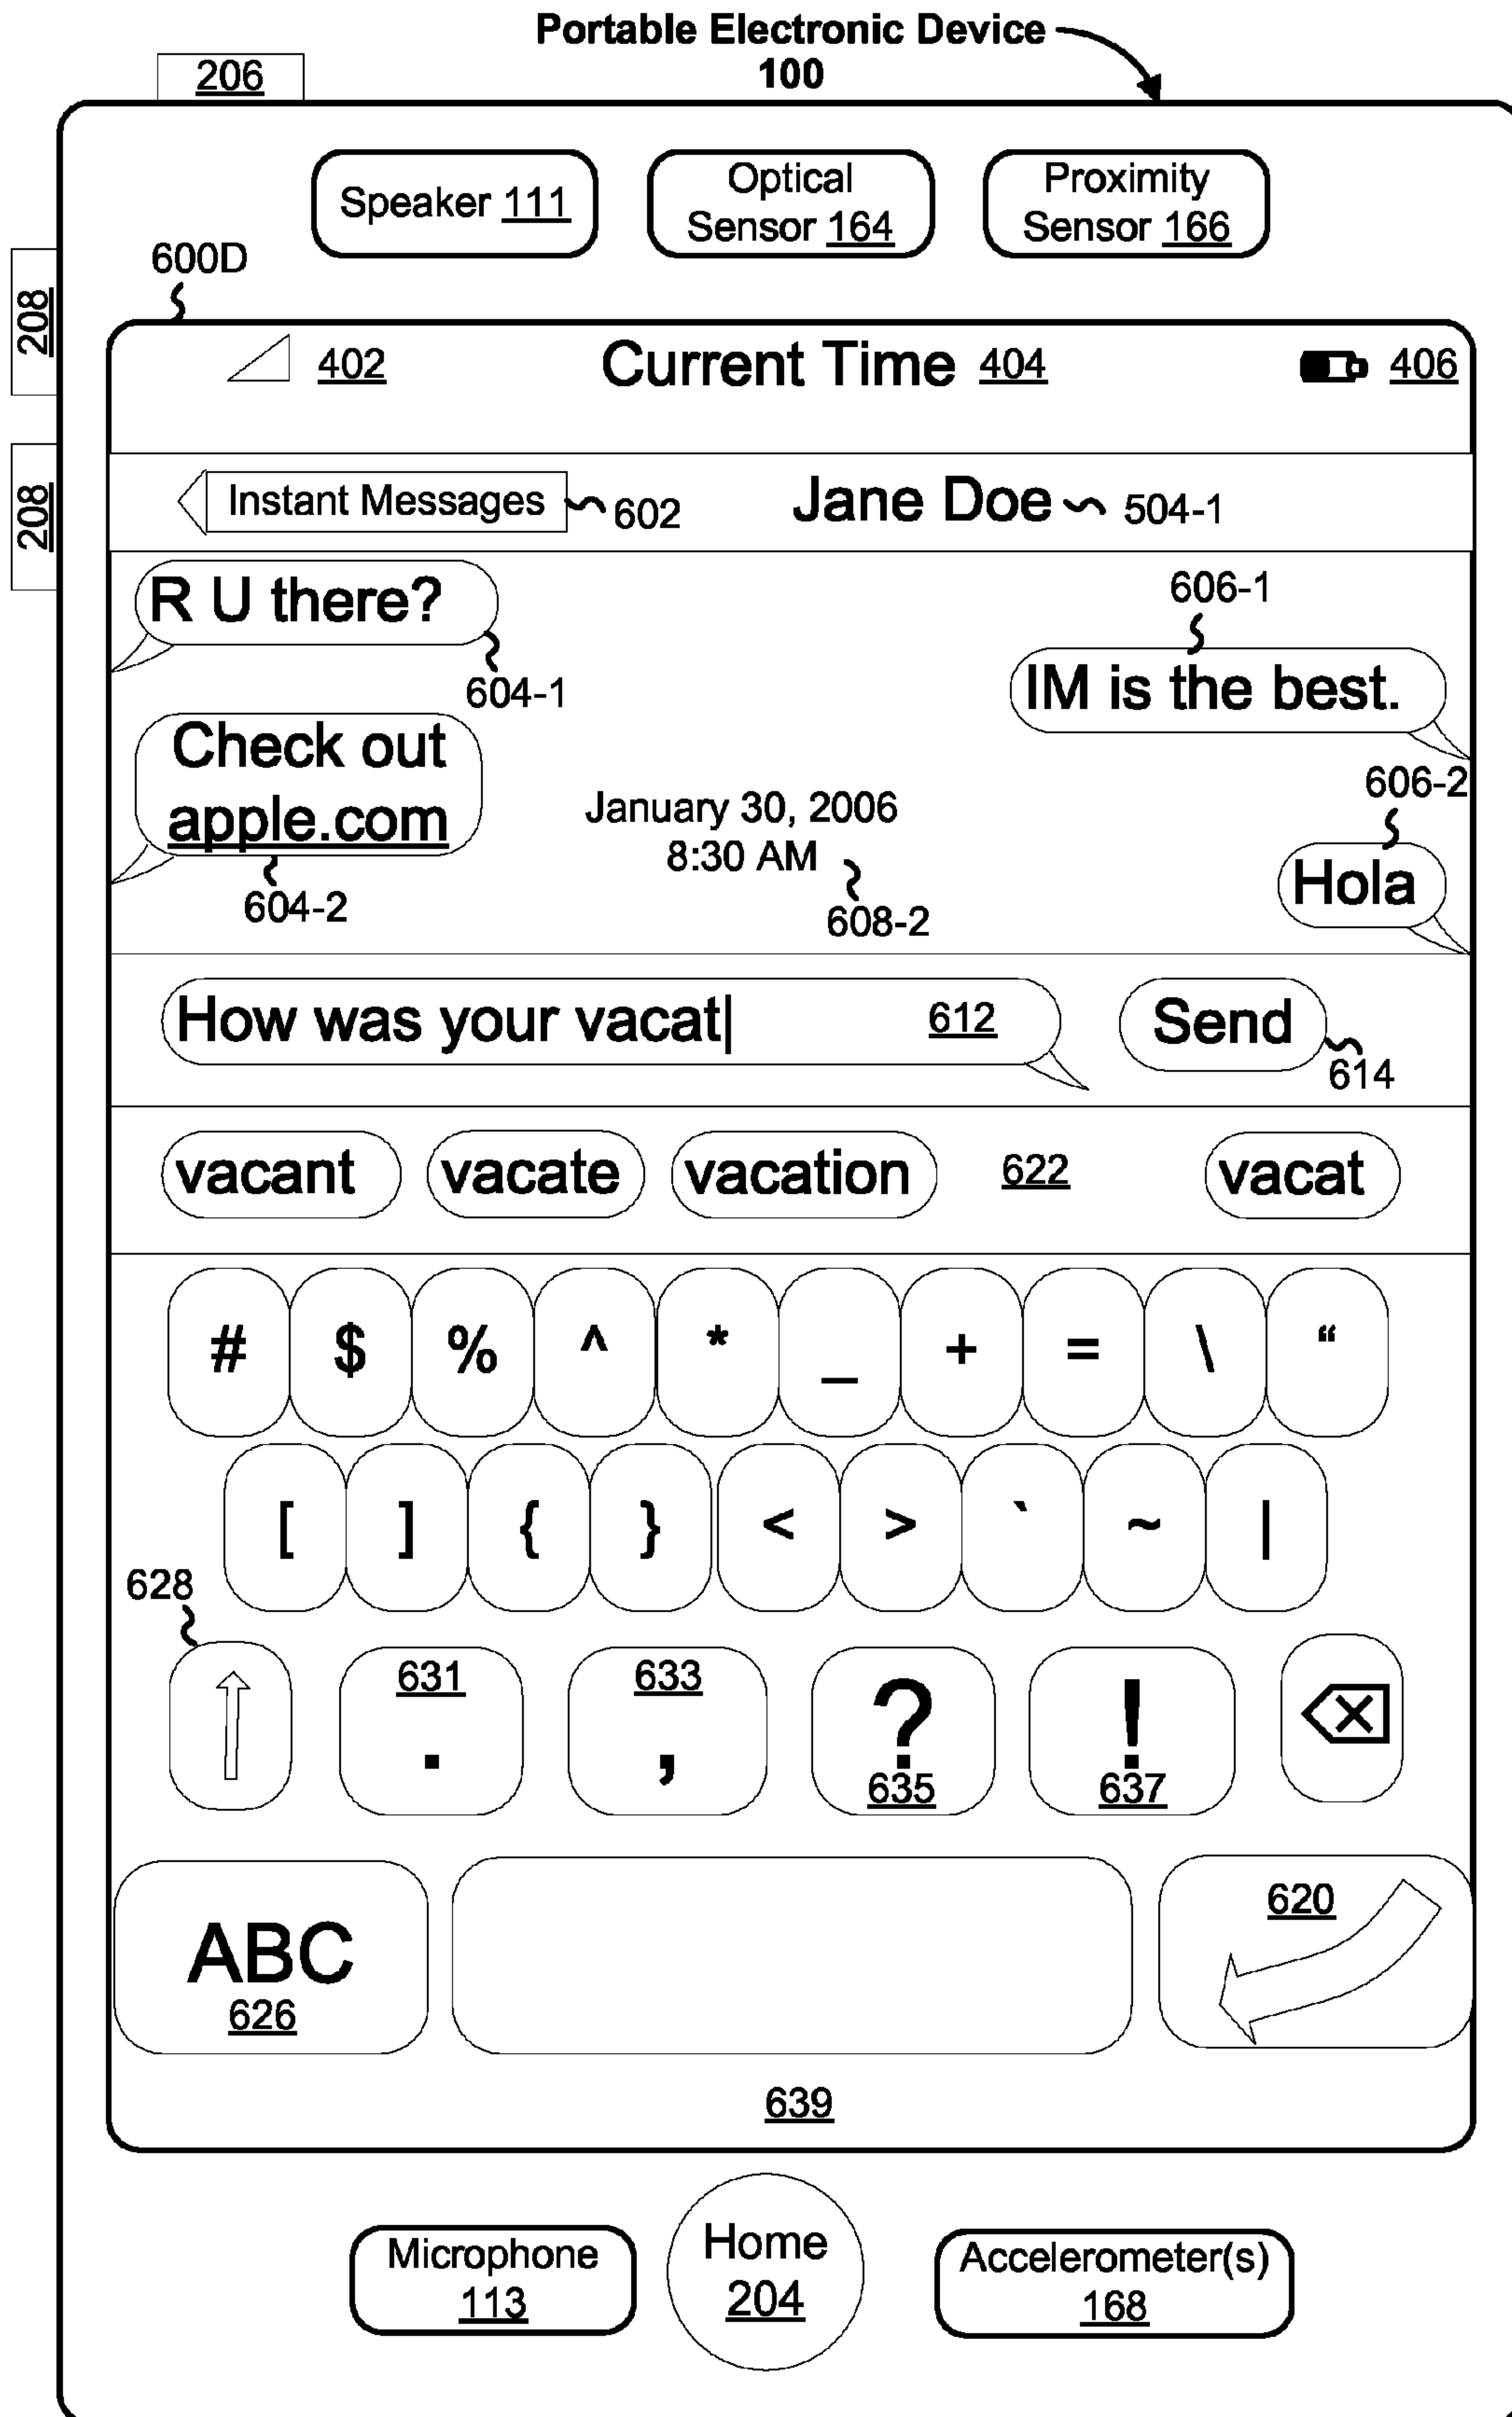 Portable Electronic Device
100
206
Speaker 111
Optical
Sensor 164
Proximity
Sensor 166
600D
208
208
402
Current Time 404
406
Instant Messages
602
Jane Doe
504-1
R U there?
604-1
606-1
IM is the best.
Check out
apple.com
604-2
January 30, 2006
8:30 AM
608-2
606-2
Hola
How was your vacat|
612
Send
614
vacant
vacate
vacation
622
vacat
# $ % ^ * _ + = \ “
[ ] { } < > ` ~ |
628
631
.
633
,
?
635
!
637
ABC
626
620
639
Microphone
113
Home
204
Accelerometer(s)
168